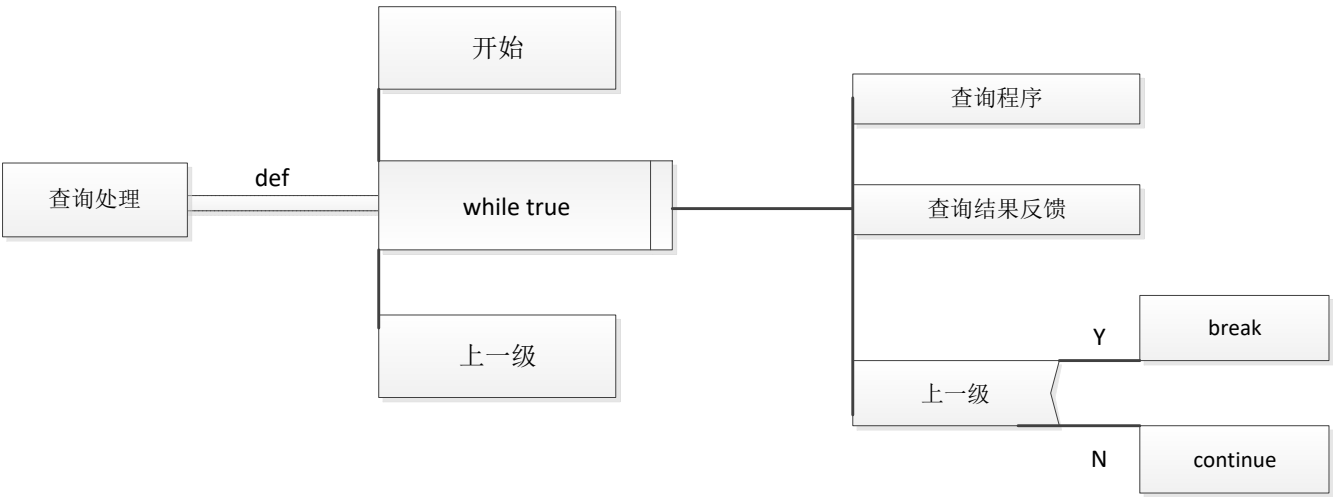 开始
查询程序
查询处理
def
while true
查询结果反馈
上一级
Y
break
上一级
N
continue